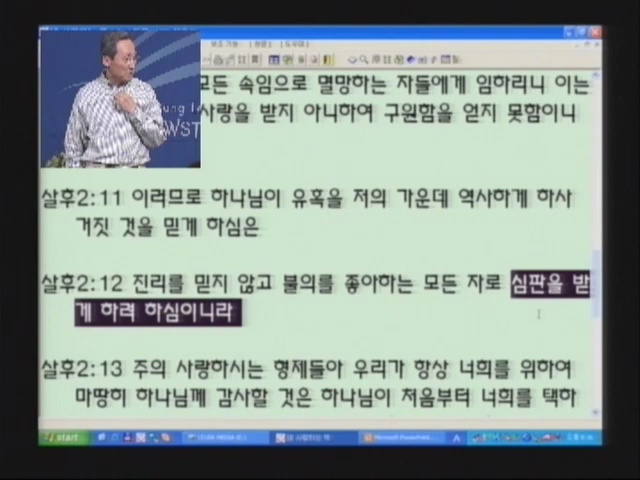 보조기능
모든 속임으로 멸망하는 자들에게 임하리니 이는
사랑을 받지 아니하여 구원함을 얻지 못함이니
살후2:11 이러므로 하나님이 유혹을 저의 가운데 역사하게 하사
거짓 것을 믿게 하심은
살후2:12 진리를 믿지 않고 불의를 좋아하는 모든 자로 심판을 받
게 하려 하심이니라
살후2:13 주의 사랑하시는 형제들아 우리가 항상 너희를 위하여
마땅히 하나님께 감사할 것은 하나님이 처음부터 너희를 택하
start
Microsoft PowerPoint